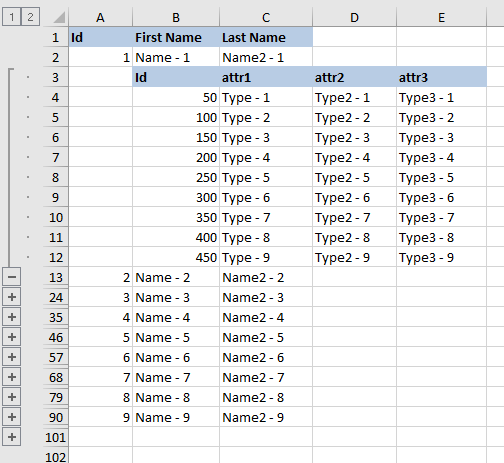 1 2 A B C D E
1 Id First Name Last Name
2 1 Name - 1 Name2 - 1
3 Id attr1 attr2 attr3
4 50 Type - 1 Type2 - 1 Type3 - 1
5 100 Type - 2 Type2 - 2 Type3 - 2
6 150 Type - 3 Type2 - 3 Type3 - 3
7 200 Type - 4 Type2 - 4 Type3 - 4
8 250 Type - 5 Type2 - 5 Type3 - 5
9 300 Type - 6 Type2 - 6 Type3 - 6
10 350 Type - 7 Type2 - 7 Type3 - 7
11 400 Type - 8 Type2 - 8 Type3 - 8
12 450 Type - 9 Type2 - 9 Type3 - 9
13 2 Name - 2 Name2 - 2
24 3 Name - 3 Name2 - 3
35 4 Name - 4 Name2 - 4
46 5 Name - 5 Name2 - 5
57 6 Name - 6 Name2 - 6
68 7 Name - 7 Name2 - 7
79 8 Name - 8 Name2 - 8
90 9 Name - 9 Name2 - 9
101
102